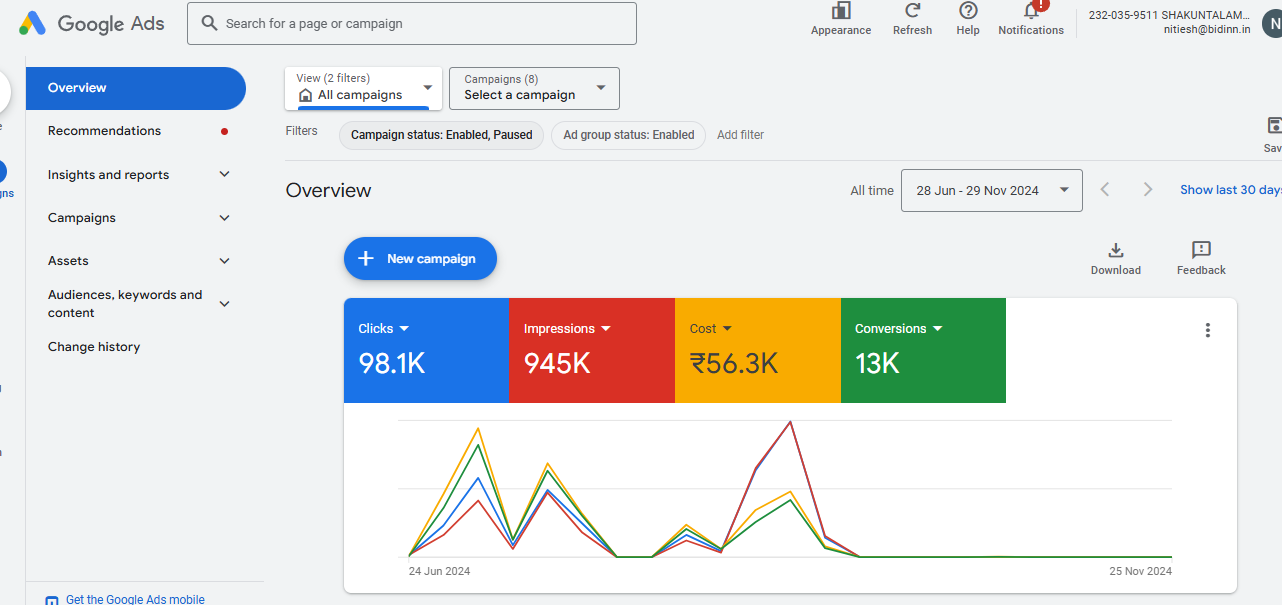 Google Ads
Search for a page or campaign
Appearance
Refresh
Help
!
Notifications
232-035-9511 SHAKUNTALAM...
nitiesh@bidinn.in
N
Overview
Recommendations
Insights and reports
Campaigns
Assets
Audiences, keywords and
content
Change history
Get the Google Ads mobile
View (2 filters)
All campaigns
Campaigns (8)
Select a campaign
Filters
Campaign status: Enabled, Paused
Ad group status: Enabled
Add filter
Overview
All time
28 Jun - 29 Nov 2024
Show last 30 days
New campaign
Download
Feedback
Clicks
98.1K
Impressions
945K
Cost
₹56.3K
Conversions
13K
24 Jun 2024
25 Nov 2024